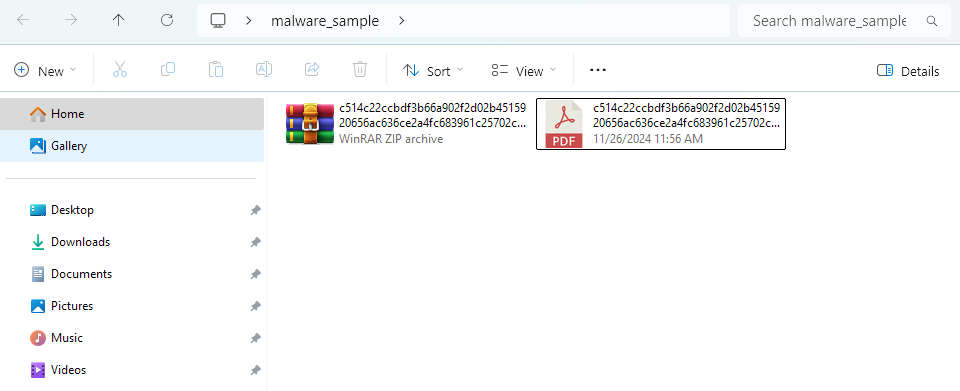 malware_sample
Search malware_sample
New
Sort
View
Details
Home
Gallery
Desktop
Downloads
Documents
Pictures
Music
Videos
c514c22ccbdf3b66a902f2d02b45159
20656ac636ce2a4fc683961c25702c...
WinRAR ZIP archive
PDF
c514c22ccbdf3b66a902f2d02b45159
20656ac636ce2a4fc683961c25702c...
11/26/2024 11:56 AM